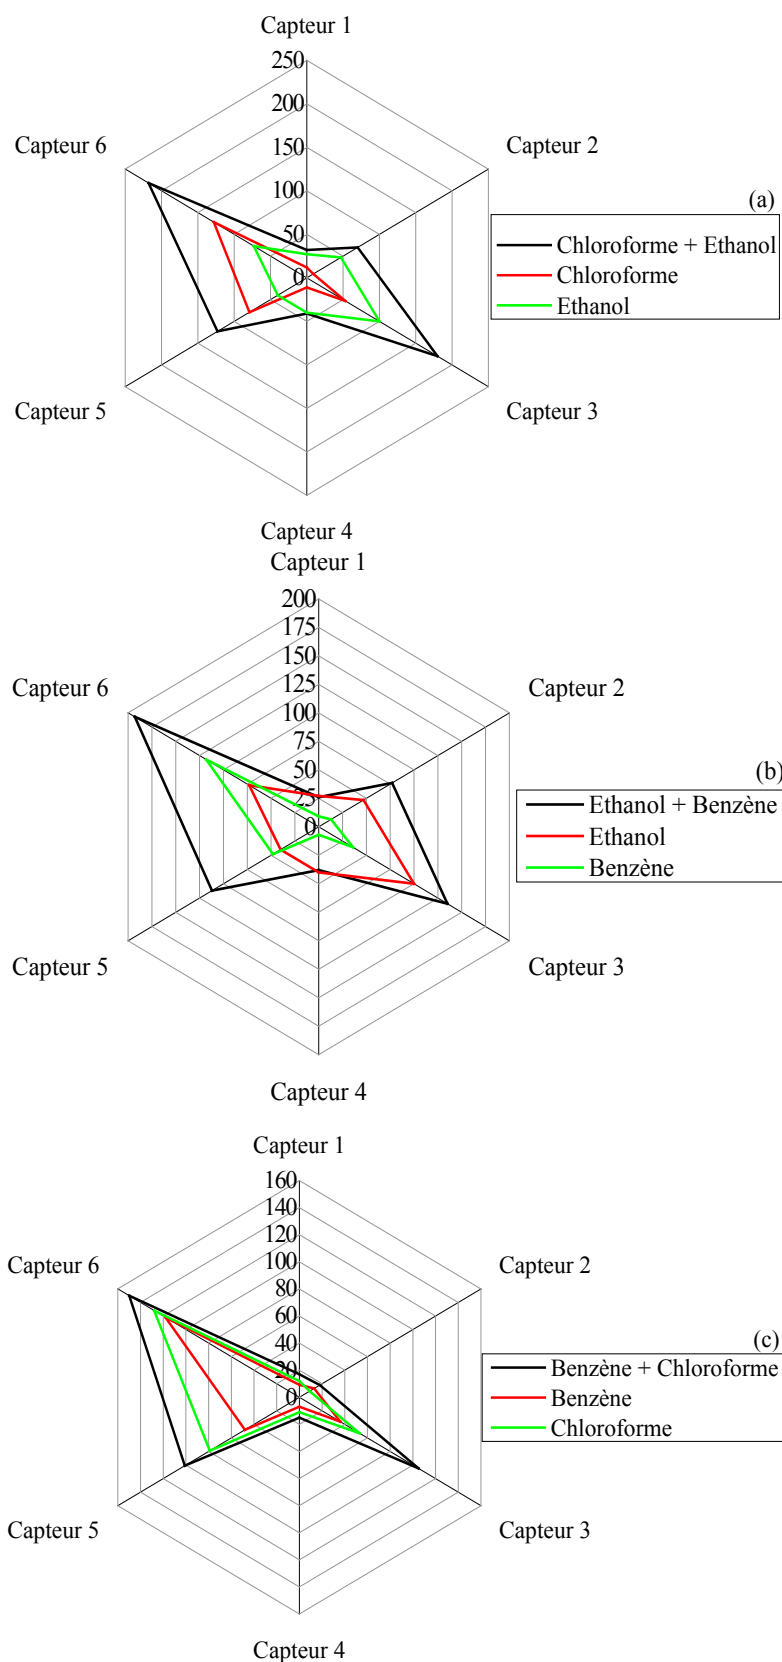 Capteur 1
250
200
Capteur 6
Capteur 2
150
(a)
100
Chloroforme + Ethanol
50
Chloroforme
0
Ethanol
Capteur 5
Capteur 3
Capteur 4
Capteur 1
200
175
Capteur 6
Capteur 2
150
125
100
(b)
75
Ethanol + Benzène
50
Ethanol
25
0
Benzène
Capteur 5
Capteur 3
Capteur 4
Capteur 1
160
140
Capteur 6
Capteur 2
120
100
80
(c)
60
Benzène + Chloroforme
40
Benzène
20
0
Chloroforme
Capteur 5
Capteur 3
Capteur 4